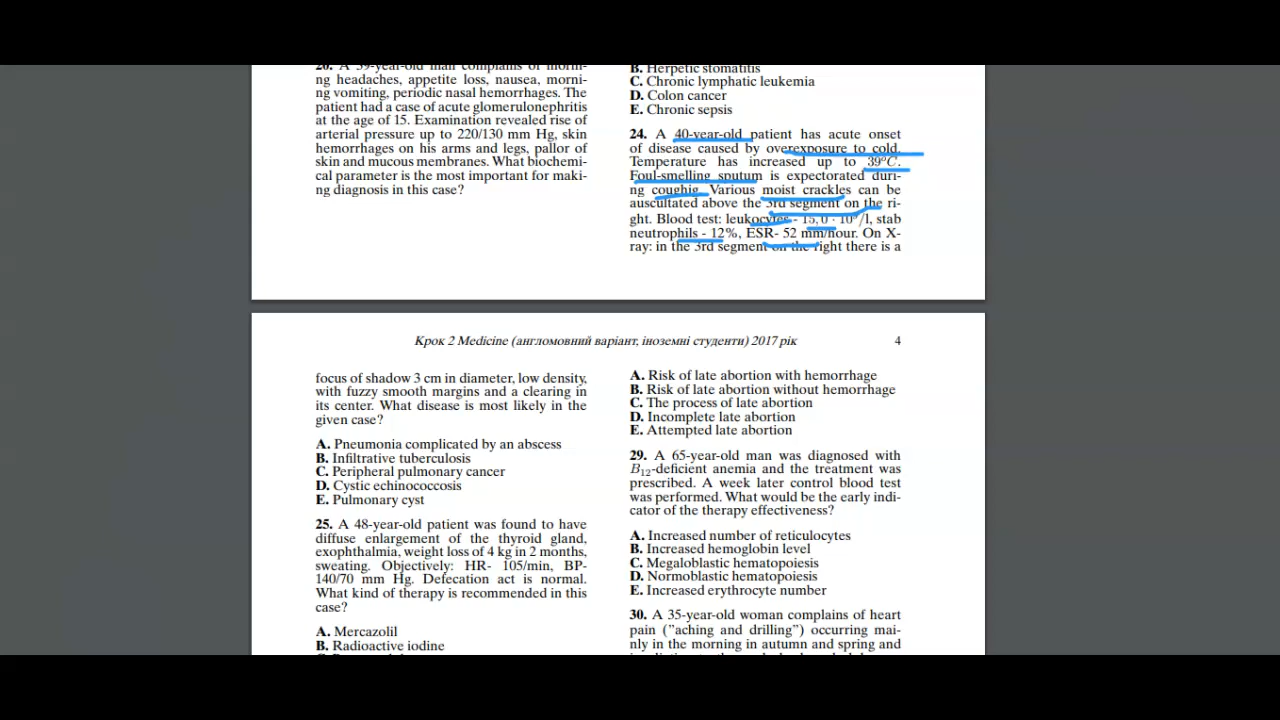 20. A 59-year-old man complains of morni-
ng headaches, appetite loss, nausea, morni-
ng vomiting, periodic nasal hemorrhages. The
patient had a case of acute glomerulonephritis
at the age of 15. Examination revealed rise of
arterial pressure up to 220/130 mm Hg, skin
hemorrhages on his arms and legs, pallor of
skin and mucous membranes. What biochemi-
cal parameter is the most important for maki-
ng diagnosis in this case?
B. Herpetic stomatitis
C. Chronic lymphatic leukemia
D. Colon cancer
E. Chronic sepsis
24. A 40-year-old patient has acute onset
of disease caused by overexposure to cold.
Temperature has increased up to 39°C.
Foul-smelling sputum is expectorated duri-
ng coughig. Various moist crackles can be
auscultated above the 3rd segment on the ri-
ght. Blood test: leukocytes - 15,0 · 10⁹/l, stab
neutrophils - 12%, ESR- 52 mm/hour. On X-
ray: in the 3rd segment on the right there is a
Крок 2 Medicine (англомовний варіант, іноземні студенти) 2017 рік 4
focus of shadow 3 cm in diameter, low density,
with fuzzy smooth margins and a clearing in
its center. What disease is most likely in the
given case?
A. Pneumonia complicated by an abscess
B. Infiltrative tuberculosis
C. Peripheral pulmonary cancer
D. Cystic echinococcosis
E. Pulmonary cyst
25. A 48-year-old patient was found to have
diffuse enlargement of the thyroid gland,
exophthalmia, weight loss of 4 kg in 2 months,
sweating. Objectively: HR- 105/min, BP-
140/70 mm Hg. Defecation act is normal.
What kind of therapy is recommended in this
case?
A. Mercazolil
B. Radioactive iodine
A. Risk of late abortion with hemorrhage
B. Risk of late abortion without hemorrhage
C. The process of late abortion
D. Incomplete late abortion
E. Attempted late abortion
29. A 65-year-old man was diagnosed with
B₁₂-deficient anemia and the treatment was
prescribed. A week later control blood test
was performed. What would be the early indi-
cator of the therapy effectiveness?
A. Increased number of reticulocytes
B. Increased hemoglobin level
C. Megaloblastic hematopoiesis
D. Normoblastic hematopoiesis
E. Increased erythrocyte number
30. A 35-year-old woman complains of heart
pain ("aching and drilling") occurring mai-
nly in the morning in autumn and spring and